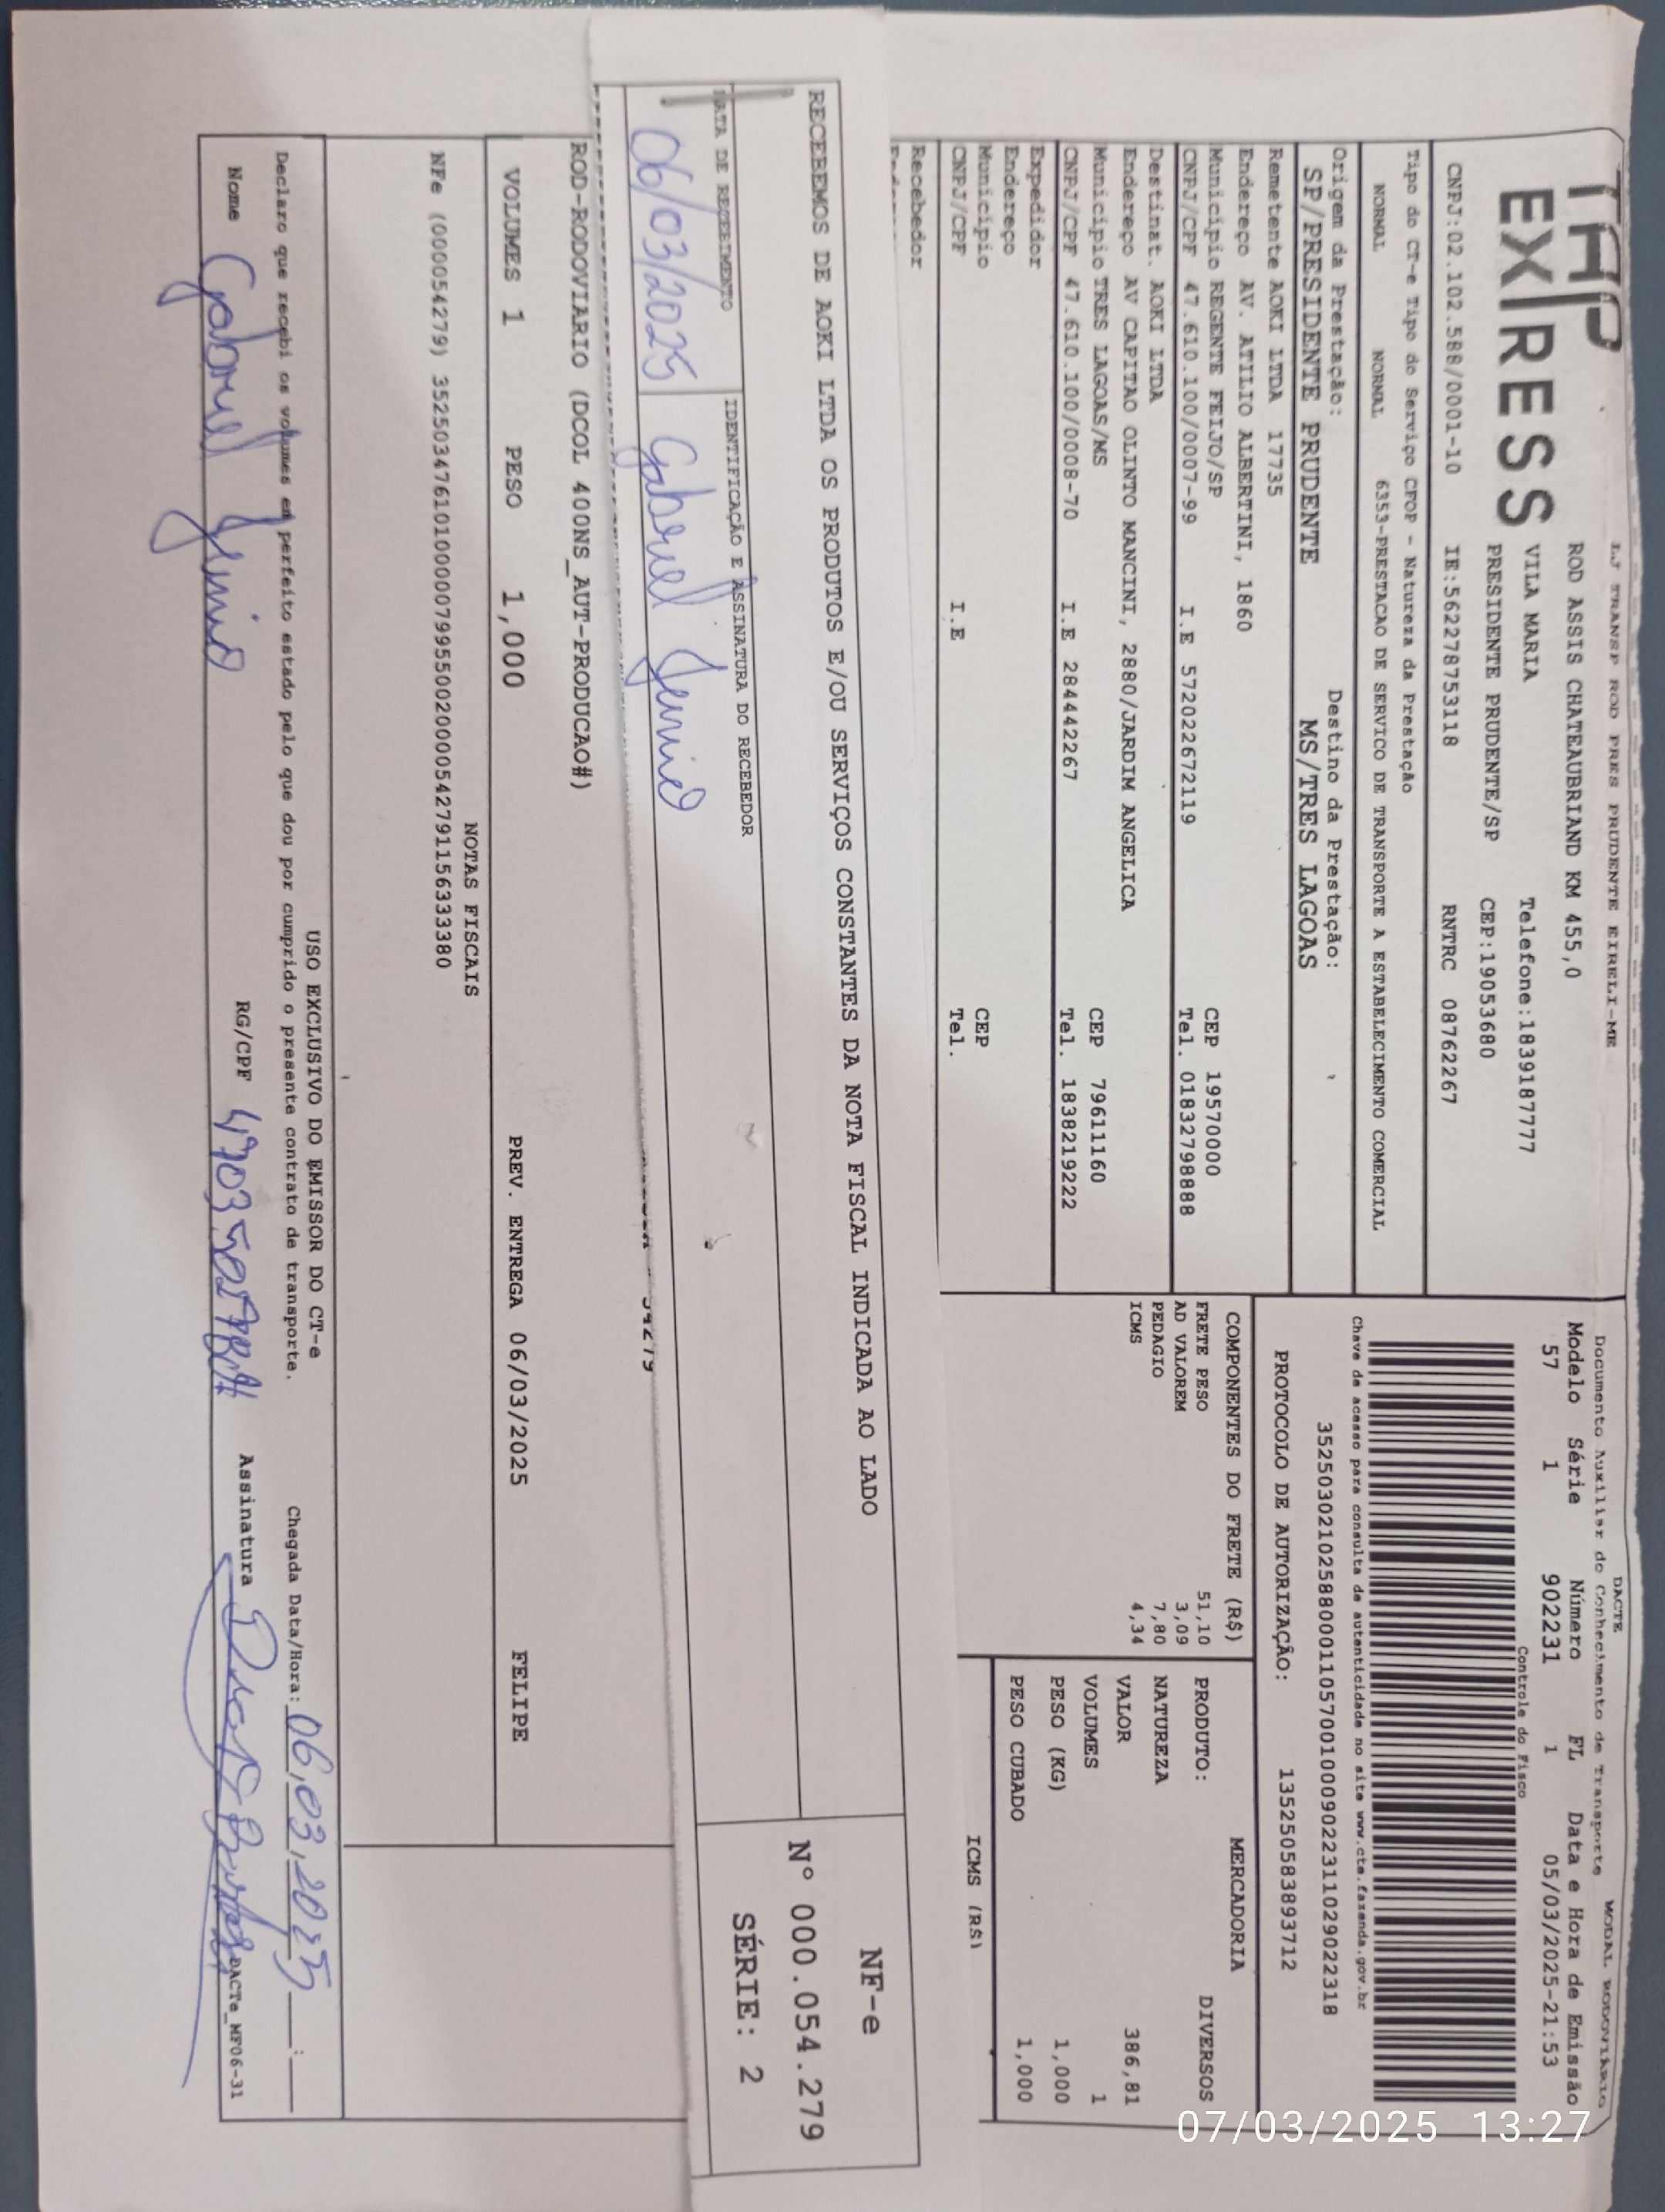 TAP
EX/RESS
LJ TRANSP ROD PRES PRUDENTE EIRELI-ME
ROD ASSIS CHATEAUBRIAND KM 455,0
VILA MARIA Telefone:1839187777
PRESIDENTE PRUDENTE/SP CEP:19053680
CNPJ:02.102.588/0001-10 IE:562278753118 RNTRC 08762267
Tipo do CT-e Tipo do Serviço CFOP - Natureza da Prestação
NORMAL NORMAL 6353-PRESTACAO DE SERVICO DE TRANSPORTE A ESTABELECIMENTO COMERCIAL
Origem da Prestação: Destino da Prestação:
SP/PRESIDENTE PRUDENTE MS/TRES LAGOAS
Remetente AOKI LTDA 17735
Endereço AV. ATILIO ALBERTINI, 1860
Município REGENTE FEIJO/SP CEP 19570000
CNPJ/CPF 47.610.100/0007-99 I.E 572022672119 Tel. 01832798888
Destinat. AOKI LTDA
Endereço AV CAPITAO OLINTO MANCINI, 2880/JARDIM ANGELICA
Município TRES LAGOAS/MS CEP 79611160
CNPJ/CPF 47.610.100/0008-70 I.E 284442267 Tel. 1838219222
Expedidor
Endereço
Município CEP
CNPJ/CPF I.E Tel.
Recebedor
DACTE MODAL RODOVIARIO
Documento Auxiliar do Conhecimento de Transporte
Modelo Série Número FL Data e Hora de Emissão
57 1 902231 1 05/03/2025-21:53
Controle do Fisco
Chave de acesso para consulta de autenticidade no site www.cte.fazenda.gov.br
35250302102588000110570010009022311029022318
PROTOCOLO DE AUTORIZAÇÃO: 135250583893712
COMPONENTES DO FRETE (R$)
FRETE PESO 51,10
AD VALOREM 3,09
PEDAGIO 7,80
ICMS 4,34
MERCADORIA
PRODUTO: DIVERSOS
NATUREZA
VALOR 386,81
VOLUMES 1
PESO (KG) 1,000
PESO CUBADO 1,000
ICMS (R$)
RECEBEMOS DE AOKI LTDA OS PRODUTOS E/OU SERVIÇOS CONSTANTES DA NOTA FISCAL INDICADA AO LADO
DATA DE RECEBIMENTO IDENTIFICAÇÃO E ASSINATURA DO RECEBEDOR
06/03/2025 Gabriel Junio
NF-e
N° 000.054.279
SÉRIE: 2
54279
ROD-RODOVIARIO (DCOL 400NS_AUT-PRODUCAO#)
VOLUMES 1 PESO 1,000 PREV. ENTREGA 06/03/2025 FELIPE
NOTAS FISCAIS
NFe (000054279) 35250347610100000799550020000542791156333380
USO EXCLUSIVO DO EMISSOR DO CT-e
Declaro que recebi os volumes em perfeito estado pelo que dou por cumprido o presente contrato de transporte. Chegada Data/Hora: 06,03,2025 :
Nome Gabriel Junio RG/CPF Assinatura
DACTe_MF06-31
07/03/2025 13:27